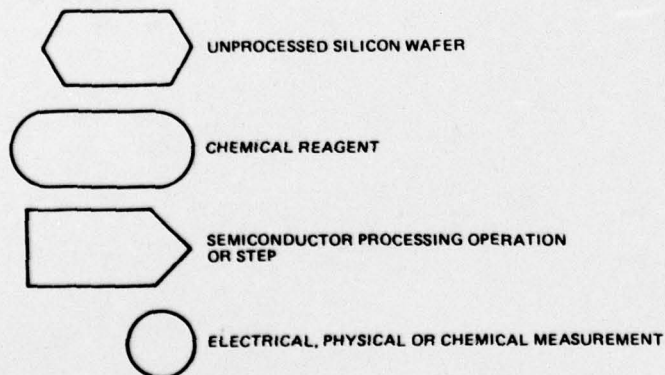 UNPROCESSED SILICON WAFER
CHEMICAL REAGENT
SEMICONDUCTOR PROCESSING OPERATION
OR STEP
ELECTRICAL, PHYSICAL OR CHEMICAL MEASUREMENT